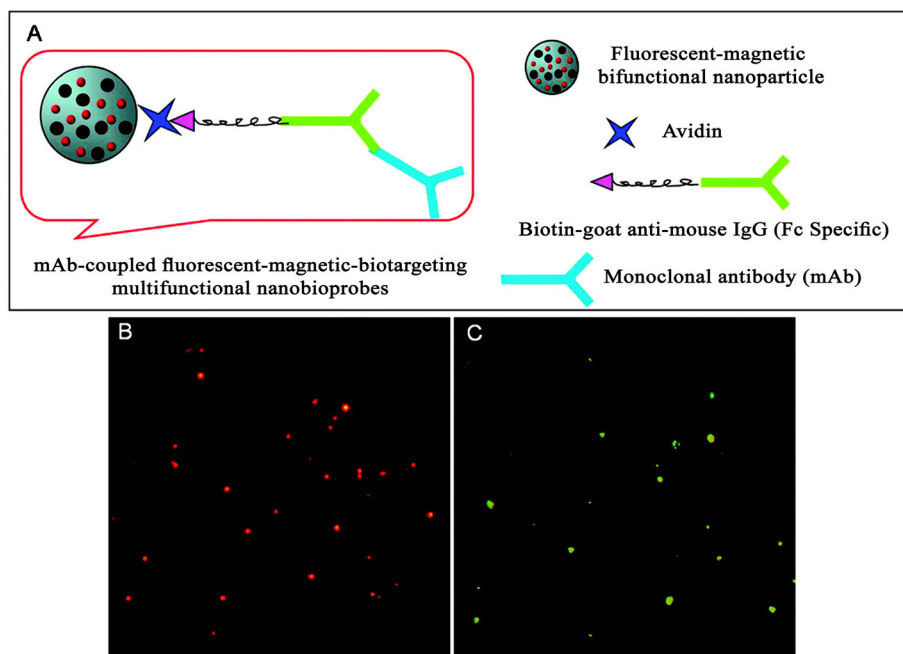 A
Fluorescent-magnetic
bifunctional nanoparticle
Avidin
Biotin-goat anti-mouse IgG (Fc Specific)
mAb-coupled fluorescent-magnetic-biotargeting
multifunctional nanobioprobes
Monoclonal antibody (mAb)
B
C